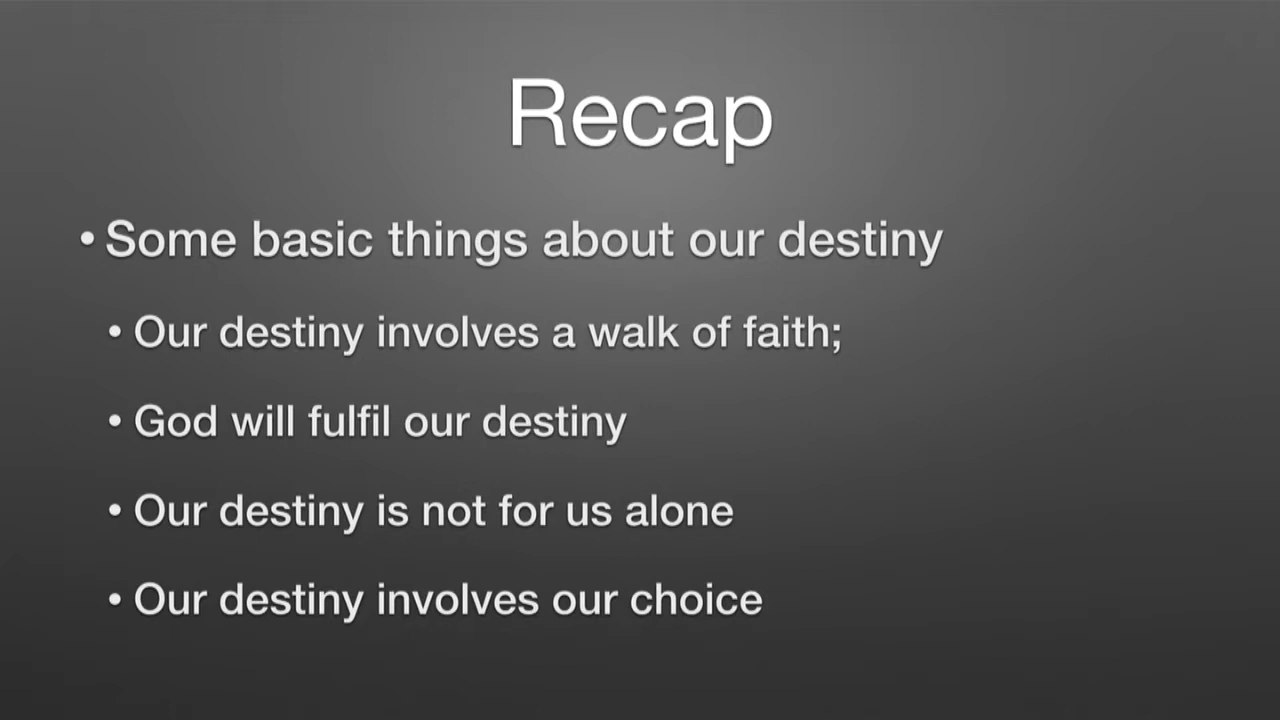 Recap
• Some basic things about our destiny
• Our destiny involves a walk of faith;
• God will fulfil our destiny
• Our destiny is not for us alone
• Our destiny involves our choice